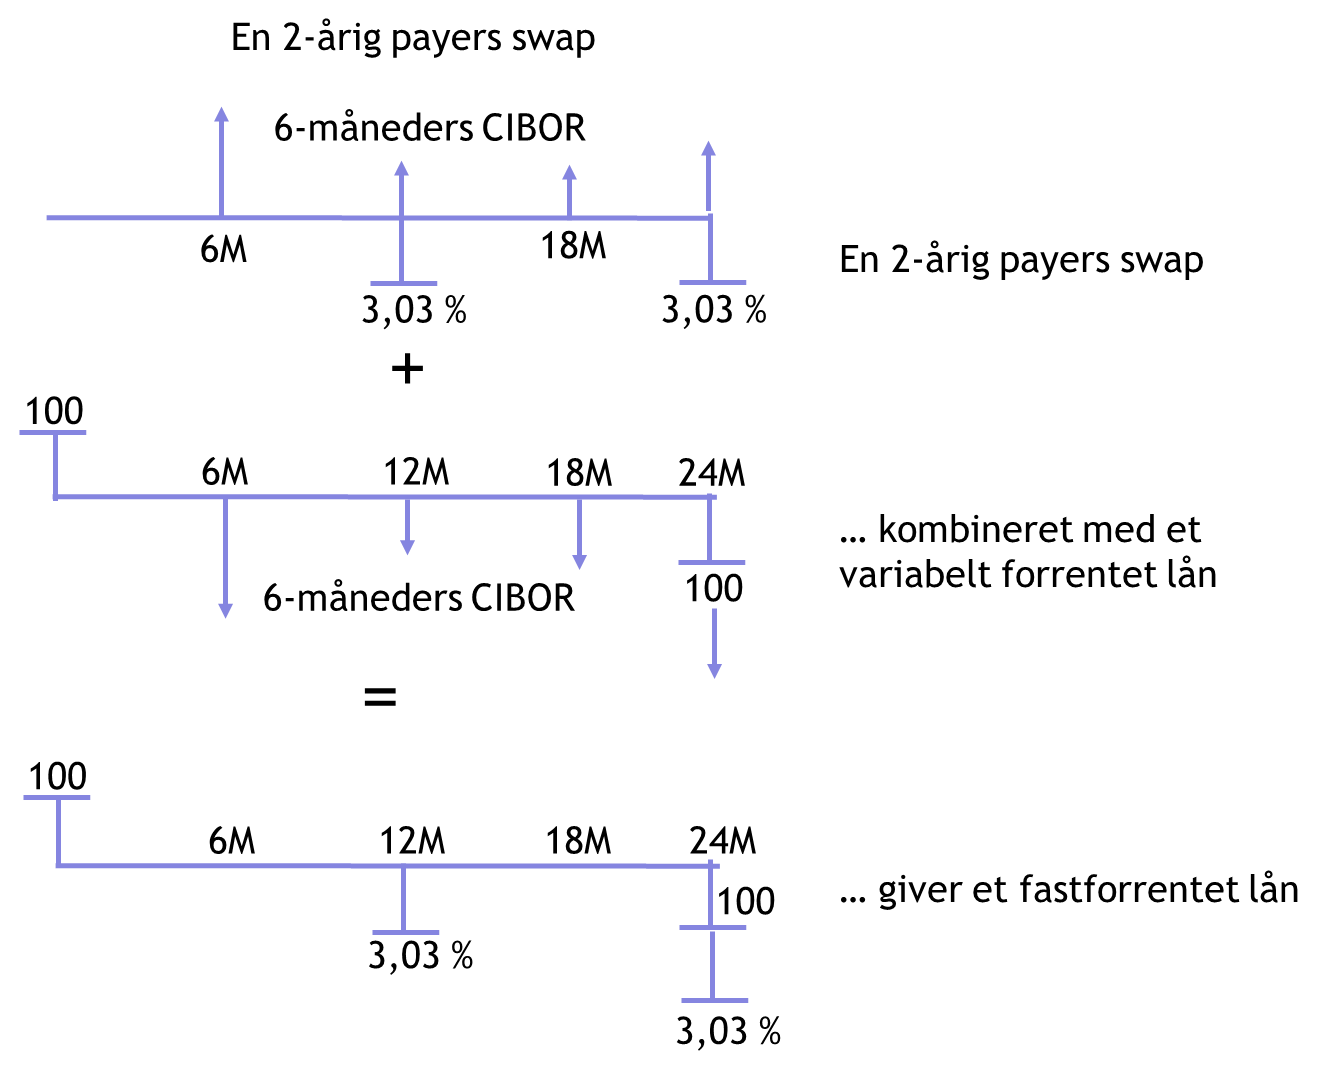 En 2-årig payers swap
6-måneders CIBOR
6M
18M
En 2-årig payers swap
3,03 %
3,03 %
+
100
6M
12M
18M
24M
… kombineret med et
variabelt forrentet lån
100
6-måneders CIBOR
=
100
6M
12M
18M
24M
100
… giver et fastforrentet lån
3,03 %
3,03 %